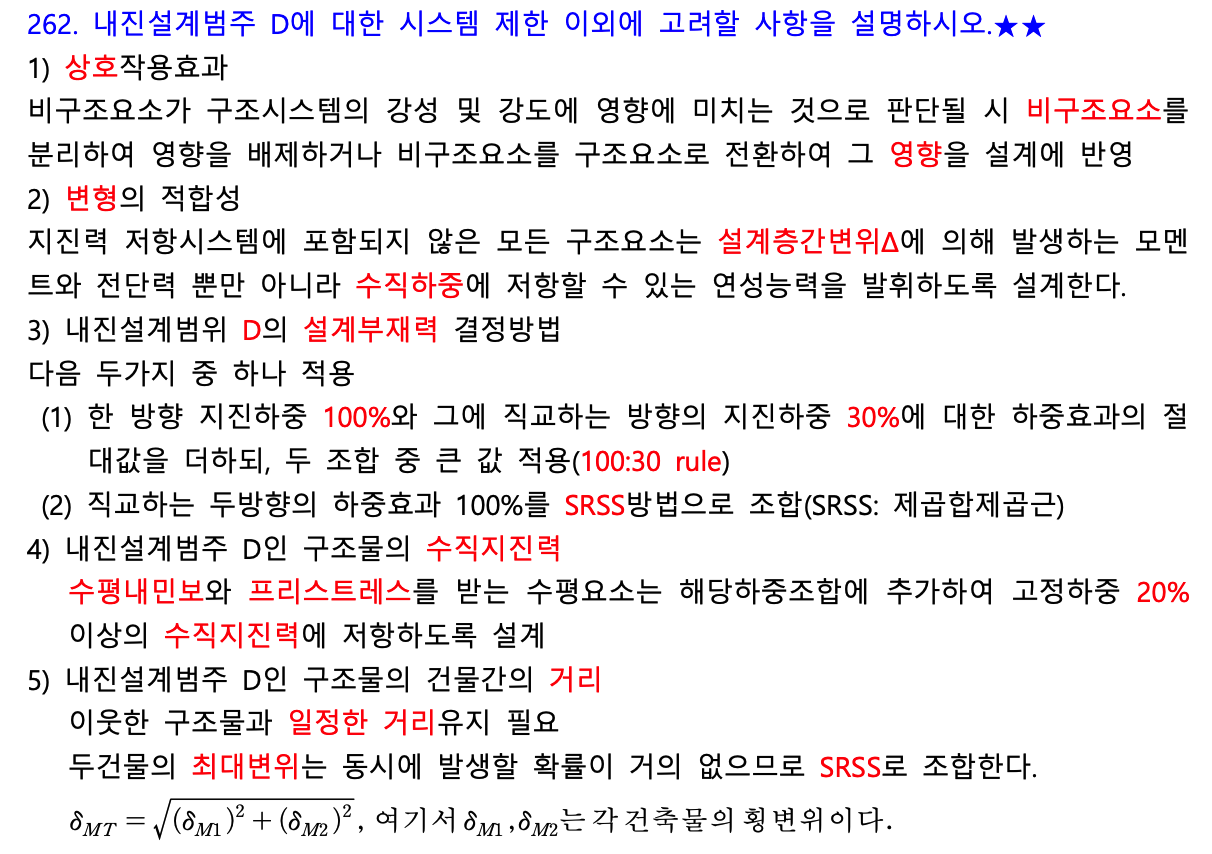 262. 내진설계범주 D에 대한 시스템 제한 이외에 고려할 사항을 설명하시오.★★
1) 상호작용효과
비구조요소가 구조시스템의 강성 및 강도에 영향에 미치는 것으로 판단될 시 비구조요소를
분리하여 영향을 배제하거나 비구조요소를 구조요소로 전환하여 그 영향을 설계에 반영
2) 변형의 적합성
지진력 저항시스템에 포함되지 않은 모든 구조요소는 설계층간변위Δ에 의해 발생하는 모멘
트와 전단력 뿐만 아니라 수직하중에 저항할 수 있는 연성능력을 발휘하도록 설계한다.
3) 내진설계범위 D의 설계부재력 결정방법
다음 두가지 중 하나 적용
(1) 한 방향 지진하중 100%와 그에 직교하는 방향의 지진하중 30%에 대한 하중효과의 절
대값을 더하되, 두 조합 중 큰 값 적용(100:30 rule)
(2) 직교하는 두방향의 하중효과 100%를 SRSS방법으로 조합(SRSS: 제곱합제곱근)
4) 내진설계범주 D인 구조물의 수직지진력
수평내민보와 프리스트레스를 받는 수평요소는 해당하중조합에 추가하여 고정하중 20%
이상의 수직지진력에 저항하도록 설계
5) 내진설계범주 D인 구조물의 건물간의 거리
이웃한 구조물과 일정한 거리유지 필요
두건물의 최대변위는 동시에 발생할 확률이 거의 없으므로 SRSS로 조합한다.
δ_{MT} = √((δ_{M1})² + (δ_{M2})²), 여기서 δ_{M1}, δ_{M2}는 각 건축물의 횡변위이다.